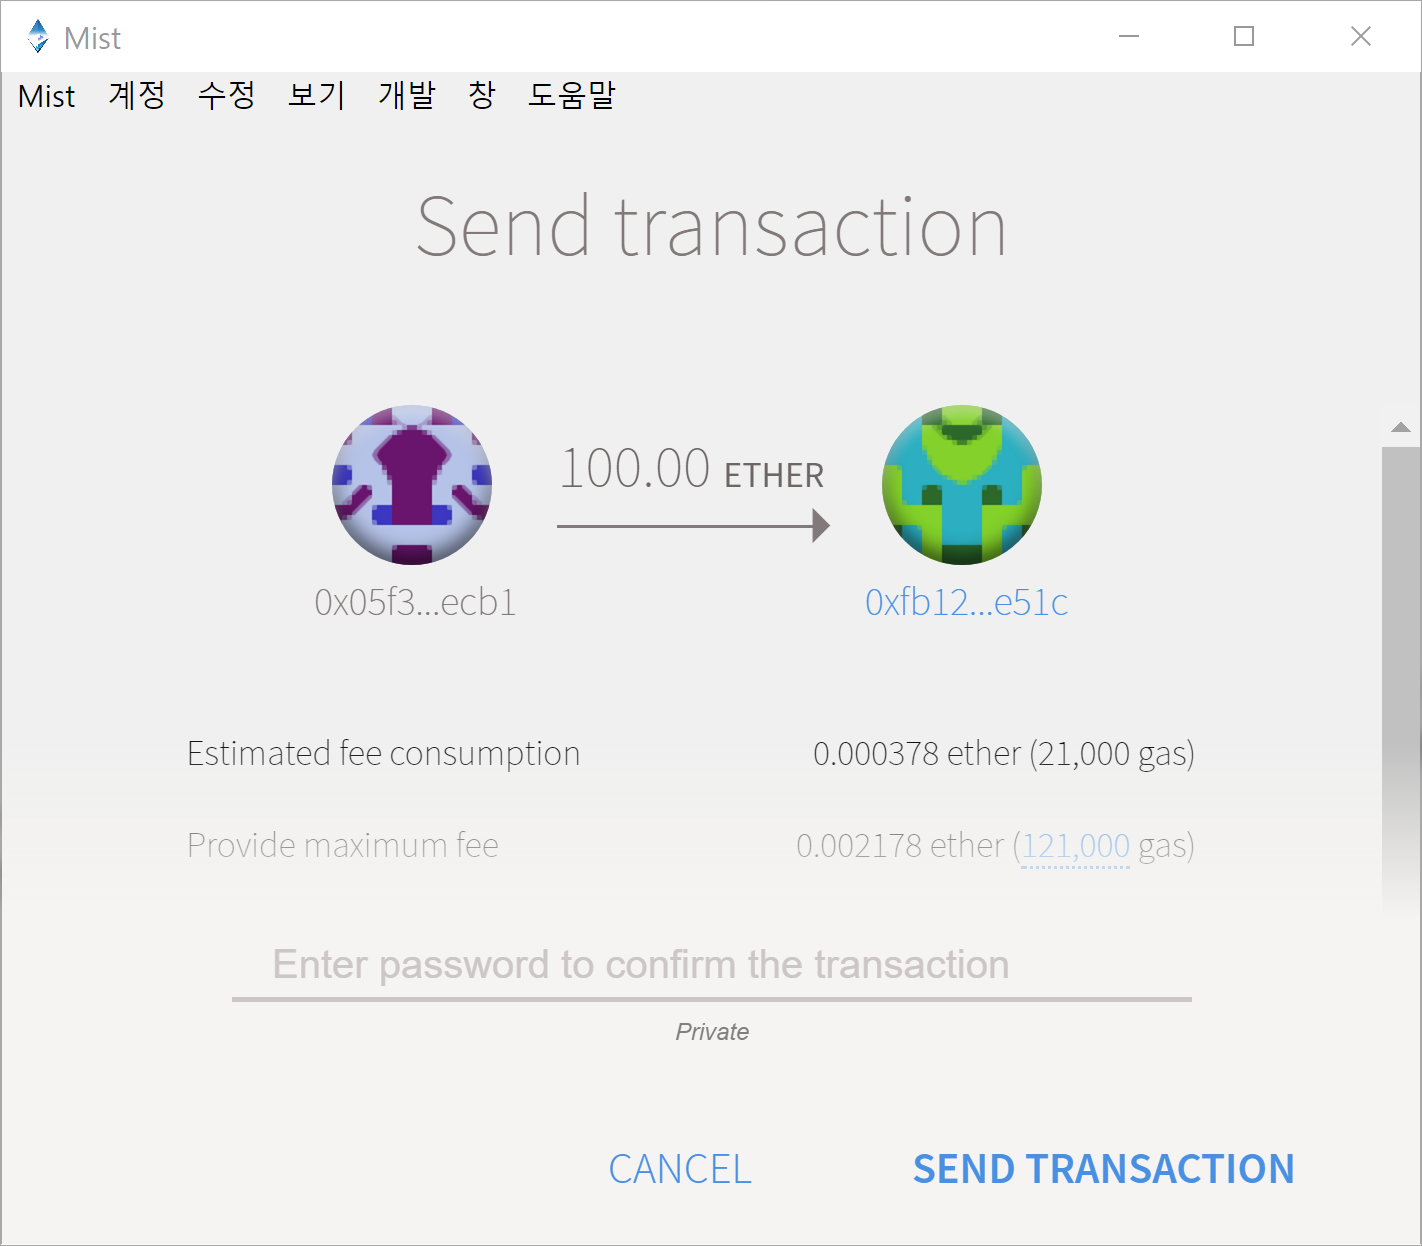 Mist
Mist 계정 수정 보기 개발 창 도움말
Send transaction
100.00 ETHER
0x05f3...ecb1 0xfb12...e51c
Estimated fee consumption 0.000378 ether (21,000 gas)
Provide maximum fee 0.002178 ether (121,000 gas)
Enter password to confirm the transaction
Private
CANCEL SEND TRANSACTION